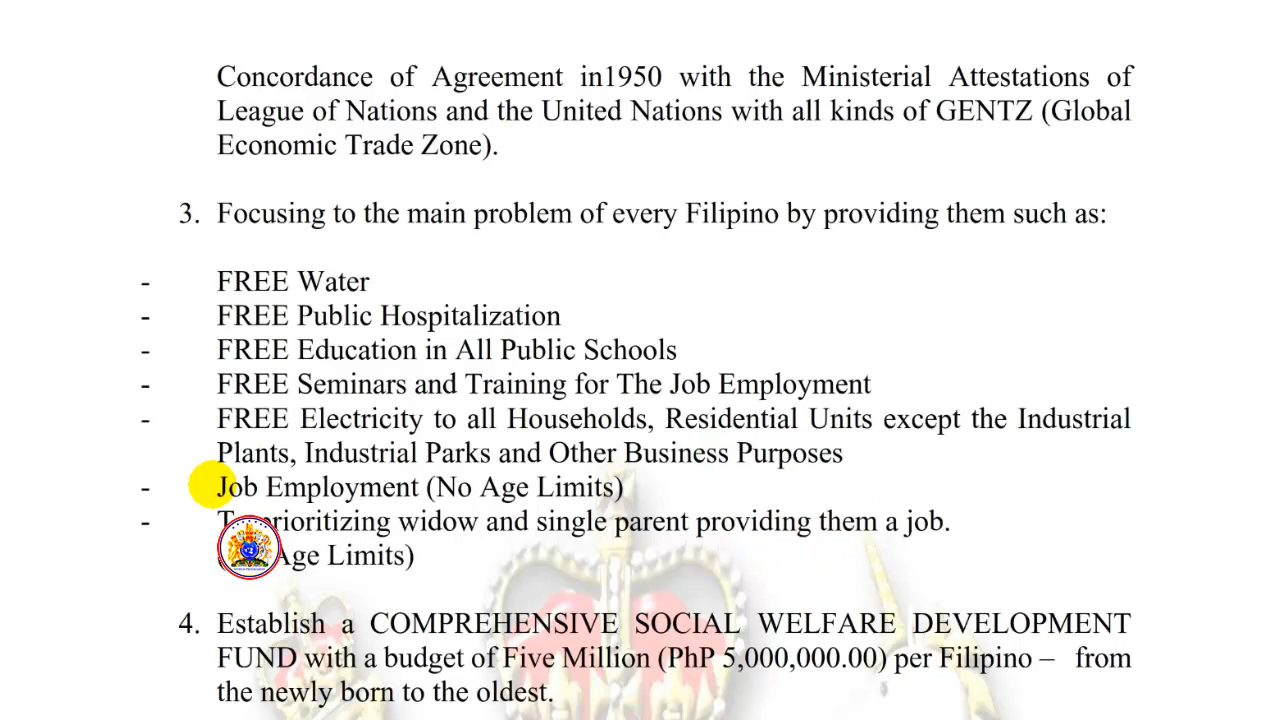 Concordance of Agreement in1950 with the Ministerial Attestations of
League of Nations and the United Nations with all kinds of GENTZ (Global
Economic Trade Zone).
3. Focusing to the main problem of every Filipino by providing them such as:
- FREE Water
- FREE Public Hospitalization
- FREE Education in All Public Schools
- FREE Seminars and Training for The Job Employment
- FREE Electricity to all Households, Residential Units except the Industrial
Plants, Industrial Parks and Other Business Purposes
- Job Employment (No Age Limits)
- prioritizing widow and single parent providing them a job.
Age Limits)
4. Establish a COMPREHENSIVE SOCIAL WELFARE DEVELOPMENT
FUND with a budget of Five Million (PhP 5,000,000.00) per Filipino – from
the newly born to the oldest.